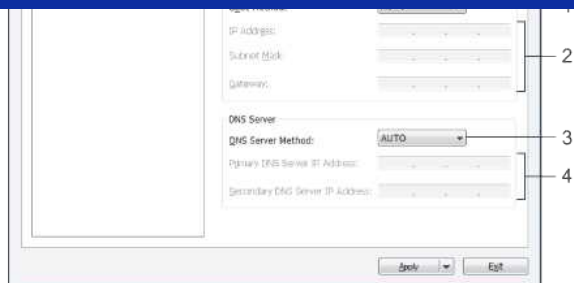 IP Address:
Subnet Mask:
2
Gateway:
DNS Server
DNS Server Method:
AUTO
3
Primary DNS Server IP Address:
4
Secondary DNS Server IP Address:
Apply
Exit